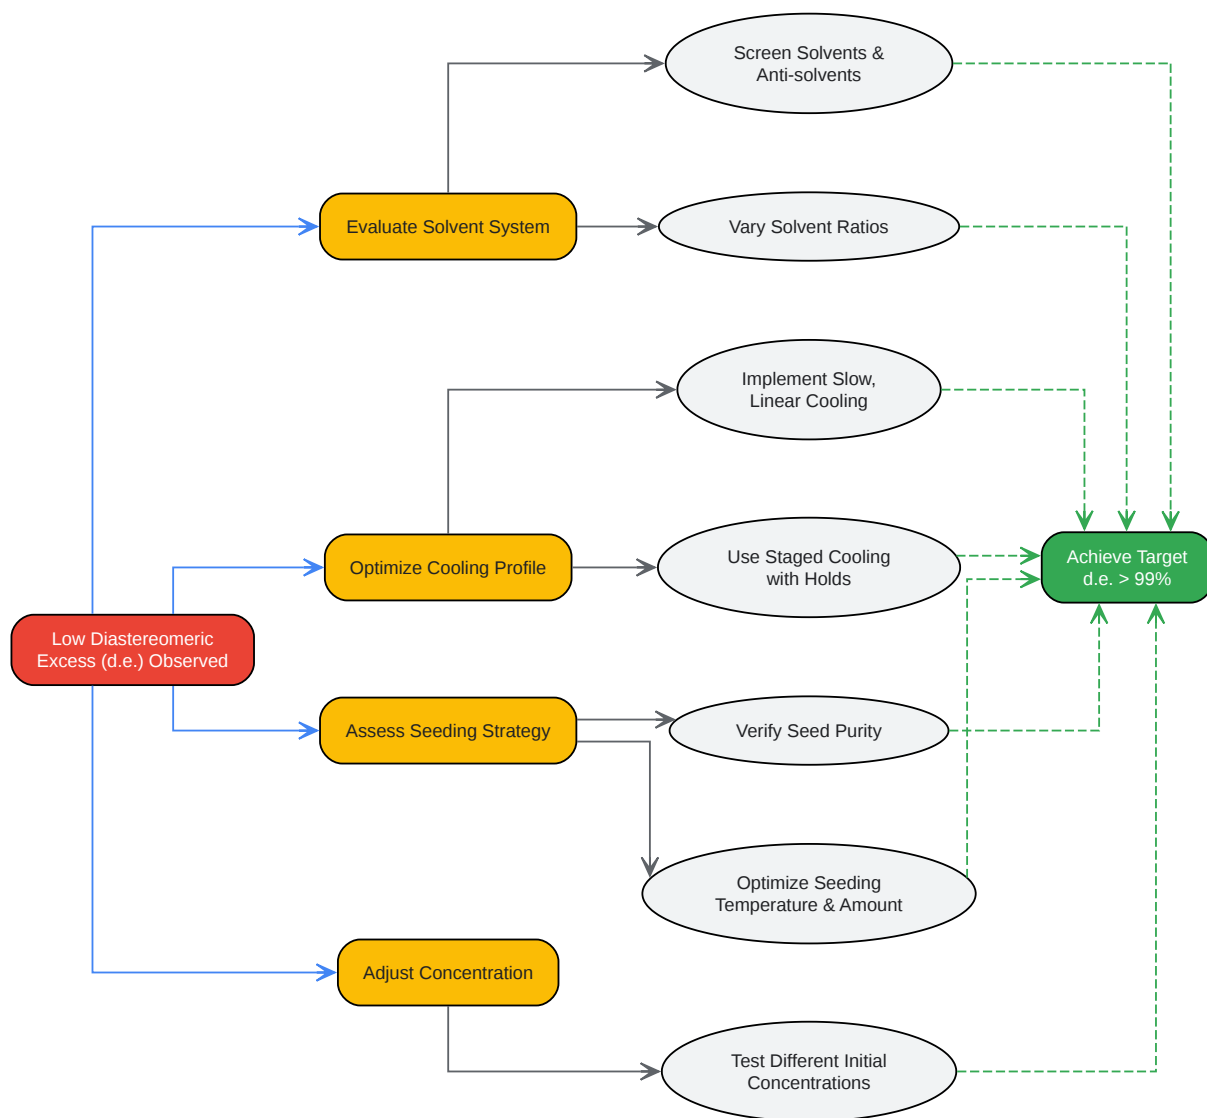 Screen Solvents &
Anti-solvents
Evaluate Solvent System
Vary Solvent Ratios
Implement Slow,
Linear Cooling
Optimize Cooling Profile
Use Staged Cooling
with Holds
Achieve Target
d.e. > 99%
Low Diastereomeric
Excess (d.e.) Observed
Assess Seeding Strategy
Verify Seed Purity
Optimize Seeding
Temperature & Amount
Adjust Concentration
Test Different Initial
Concentrations